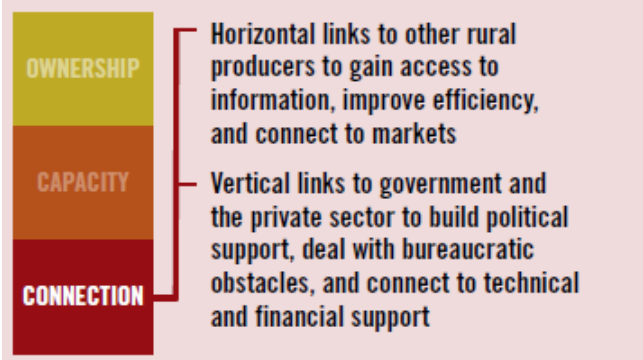 OWNERSHIP
CAPACITY
CONNECTION
Horizontal links to other rural
producers to gain access to
information, improve efficiency,
and connect to markets
Vertical links to government and
the private sector to build political
support, deal with bureaucratic
obstacles, and connect to technical
and financial support